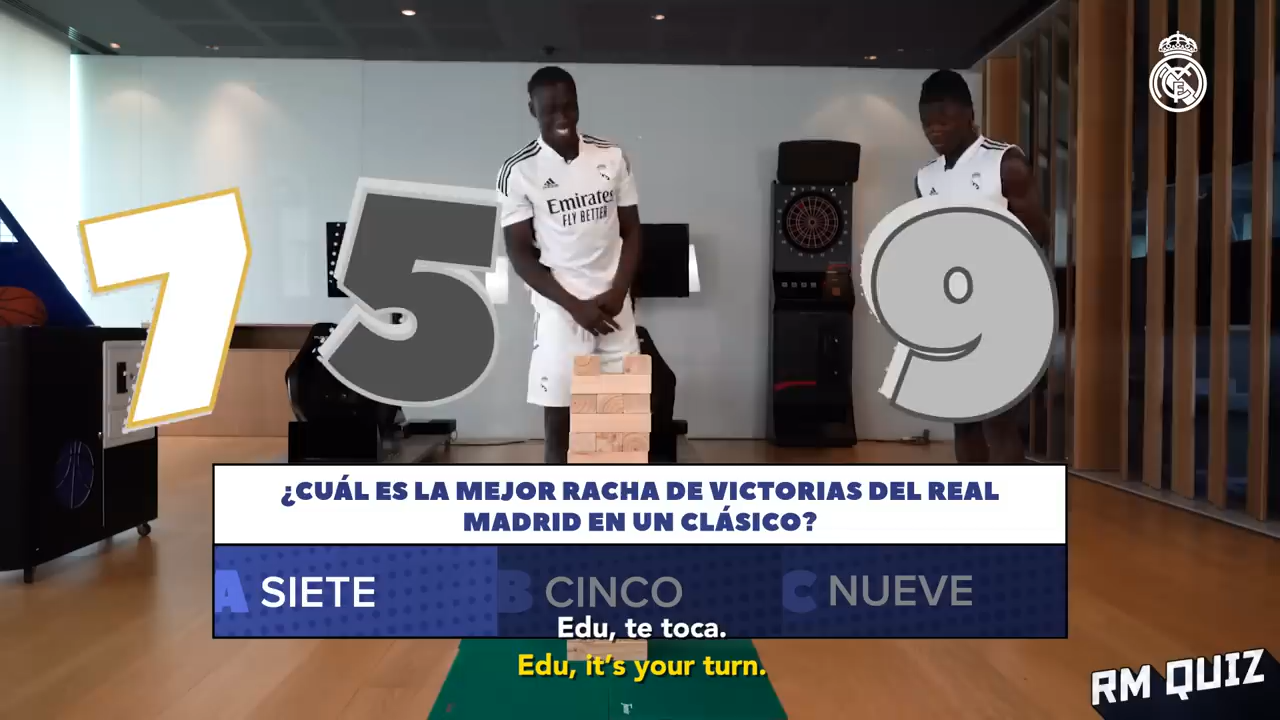 7 5 9
Emirates
FLY BETTER
¿CUÁL ES LA MEJOR RACHA DE VICTORIAS DEL REAL
MADRID EN UN CLÁSICO?
A SIETE
B CINCO
C NUEVE
Edu, te toca.
Edu, it's your turn.
RM QUIZ